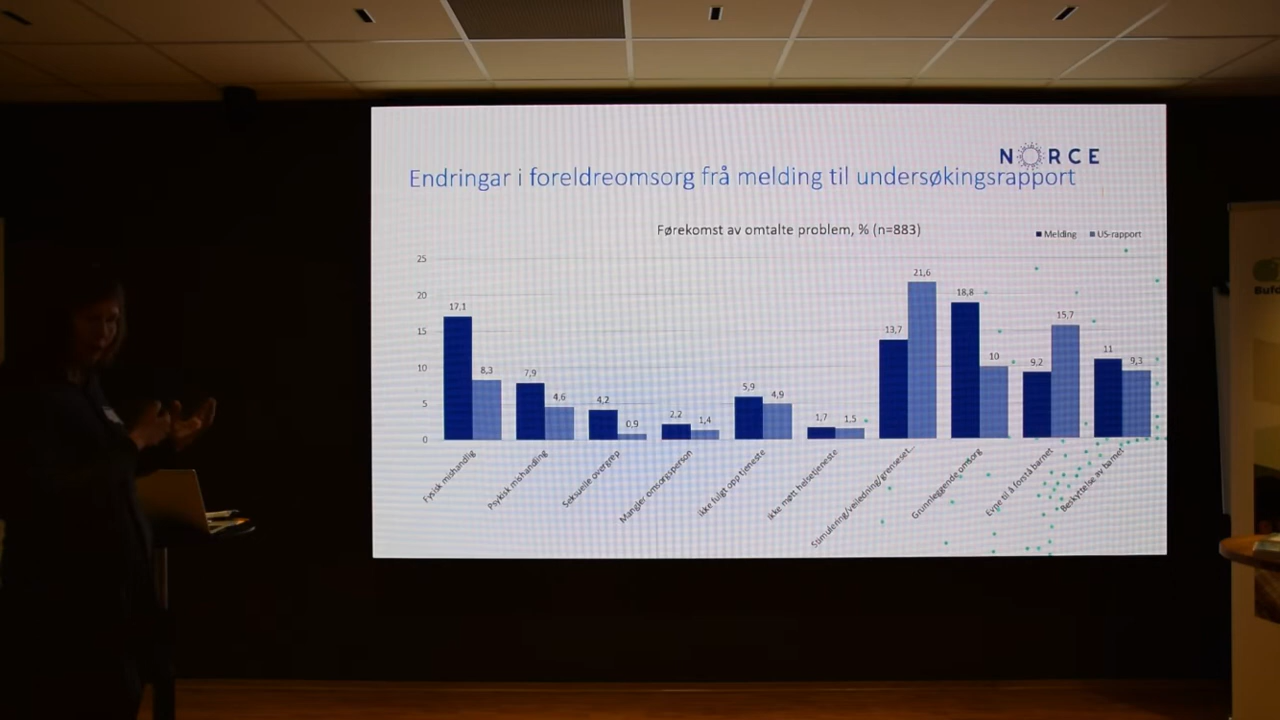 NORCE
Endringar i foreldreomsorg frå melding til undersøkingsrapport
Førekomst av omtalte problem, % (n=883)
Melding US-rapport
25
20
15
10
5
0
17,1 8,3 7,9 4,6 4,2 0,9 2,2 1,4 5,9 4,9 1,7 1,5 13,7 21,6 18,8 10 9,2 15,7 11 9,3
Fysisk mishandlig
Psykisk mishandling
Seksuelle overgrep
Mangler omsorgsperson
Ikke fulgt opp tjeneste
Ikke møtt helsetjeneste
Stimulering/veiledning/grenseset...
Grunnleggende omsorg
Evne til å forstå barnet
Beskyttelse av barnet
Bufd